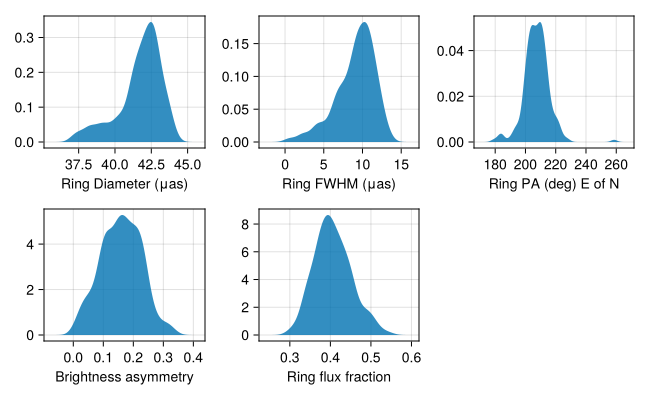 0.3
0.2
0.1
0.0
37.5 40.0 42.5 45.0
Ring Diameter (μas)
0.15
0.10
0.05
0.00
0 5 10 15
Ring FWHM (μas)
0.04
0.02
0.00
180 200 220 240 260
Ring PA (deg) E of N
4
2
0
0.0 0.1 0.2 0.3 0.4
Brightness asymmetry
8
6
4
2
0
0.3 0.4 0.5 0.6
Ring flux fraction